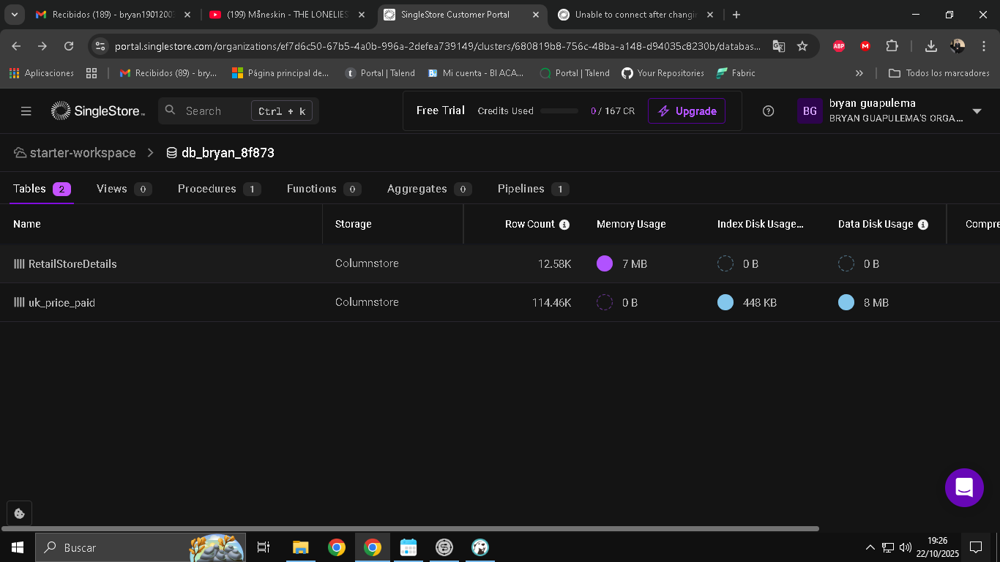 Recibidos (189) - bryan19012003
(199) Måneskin - THE LONELIES
SingleStore Customer Portal
Unable to connect after changin
portal.singlestore.com/organizations/ef7d6c50-67b5-4a0b-996a-2defea739149/clusters/680819b8-756c-48ba-a148-d94035c8230b/databas...
ABP
M
Aplicaciones
Recibidos (89) - bry...
Página principal de...
Portal | Talend
Mi cuenta - BI ACA...
Portal | Talend
Your Repositories
Fabric
Todos los marcadores
SingleStore
Search
Ctrl + k
Free Trial
Credits Used
0 / 167 CR
Upgrade
BG
bryan guapulema
BRYAN GUAPULEMA'S ORGA...
starter-workspace
db_bryan_8f873
Tables 2
Views 0
Procedures 1
Functions 0
Aggregates 0
Pipelines 1
Name Storage Row Count Memory Usage Index Disk Usage... Data Disk Usage Compre
RetailStoreDetails Columnstore 12.58K 7 MB 0 B 0 B
uk_price_paid Columnstore 114.46K 0 B 448 KB 8 MB
Buscar
19:26
22/10/2025